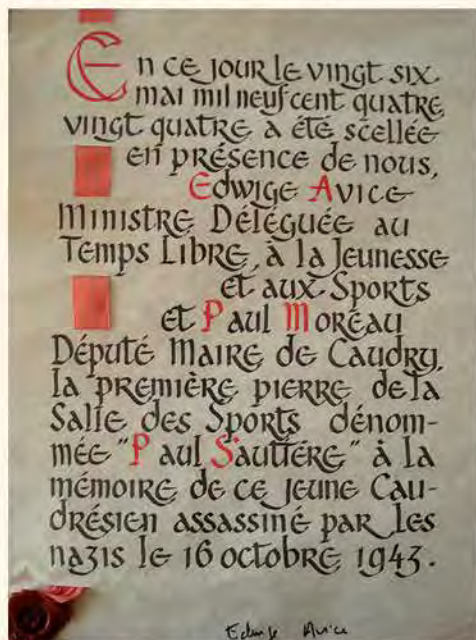 En ce jour le vingt six
mai mil neuf cent quatre
vingt quatre a été scellée
en présence de nous,
Edwige Avice
Ministre Déléguée au
Temps Libre, à la Jeunesse
et aux Sports
et Paul Moreau
Député Maire de Caudry,
la première pierre de la
Salle des Sports dénom-
mée "Paul Sauttére" à la
mémoire de ce jeune Cau-
drésien assassiné par les
nazis le 16 octobre 1943.
Edwige Avice